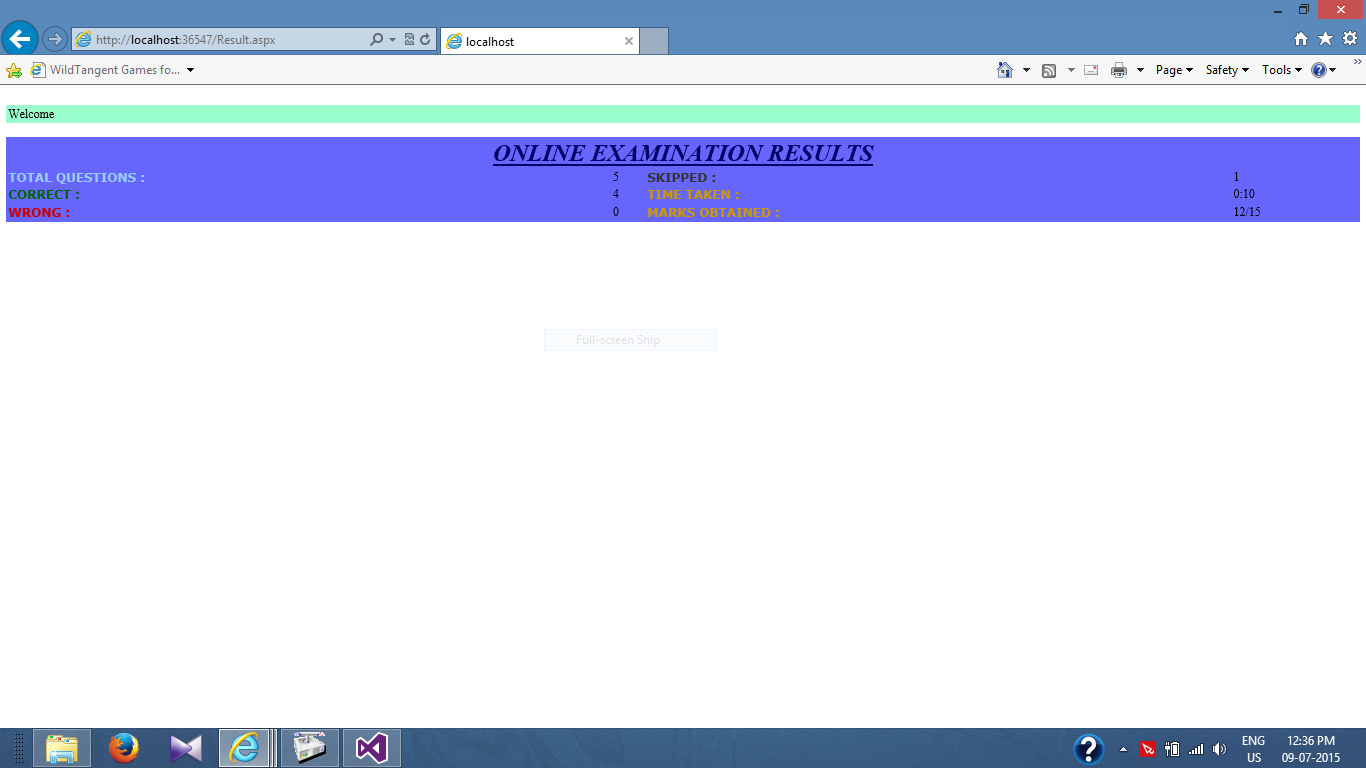 http://localhost:36547/Result.aspx
localhost
WildTangent Games fo...
Page
Safety
Tools
Welcome
ONLINE EXAMINATION RESULTS
TOTAL QUESTIONS : 5 SKIPPED : 1
CORRECT : 4 TIME TAKEN : 0:10
WRONG : 0 MARKS OBTAINED : 12/15
Full-screen Snip
ENG 12:36 PM
US 09-07-2015